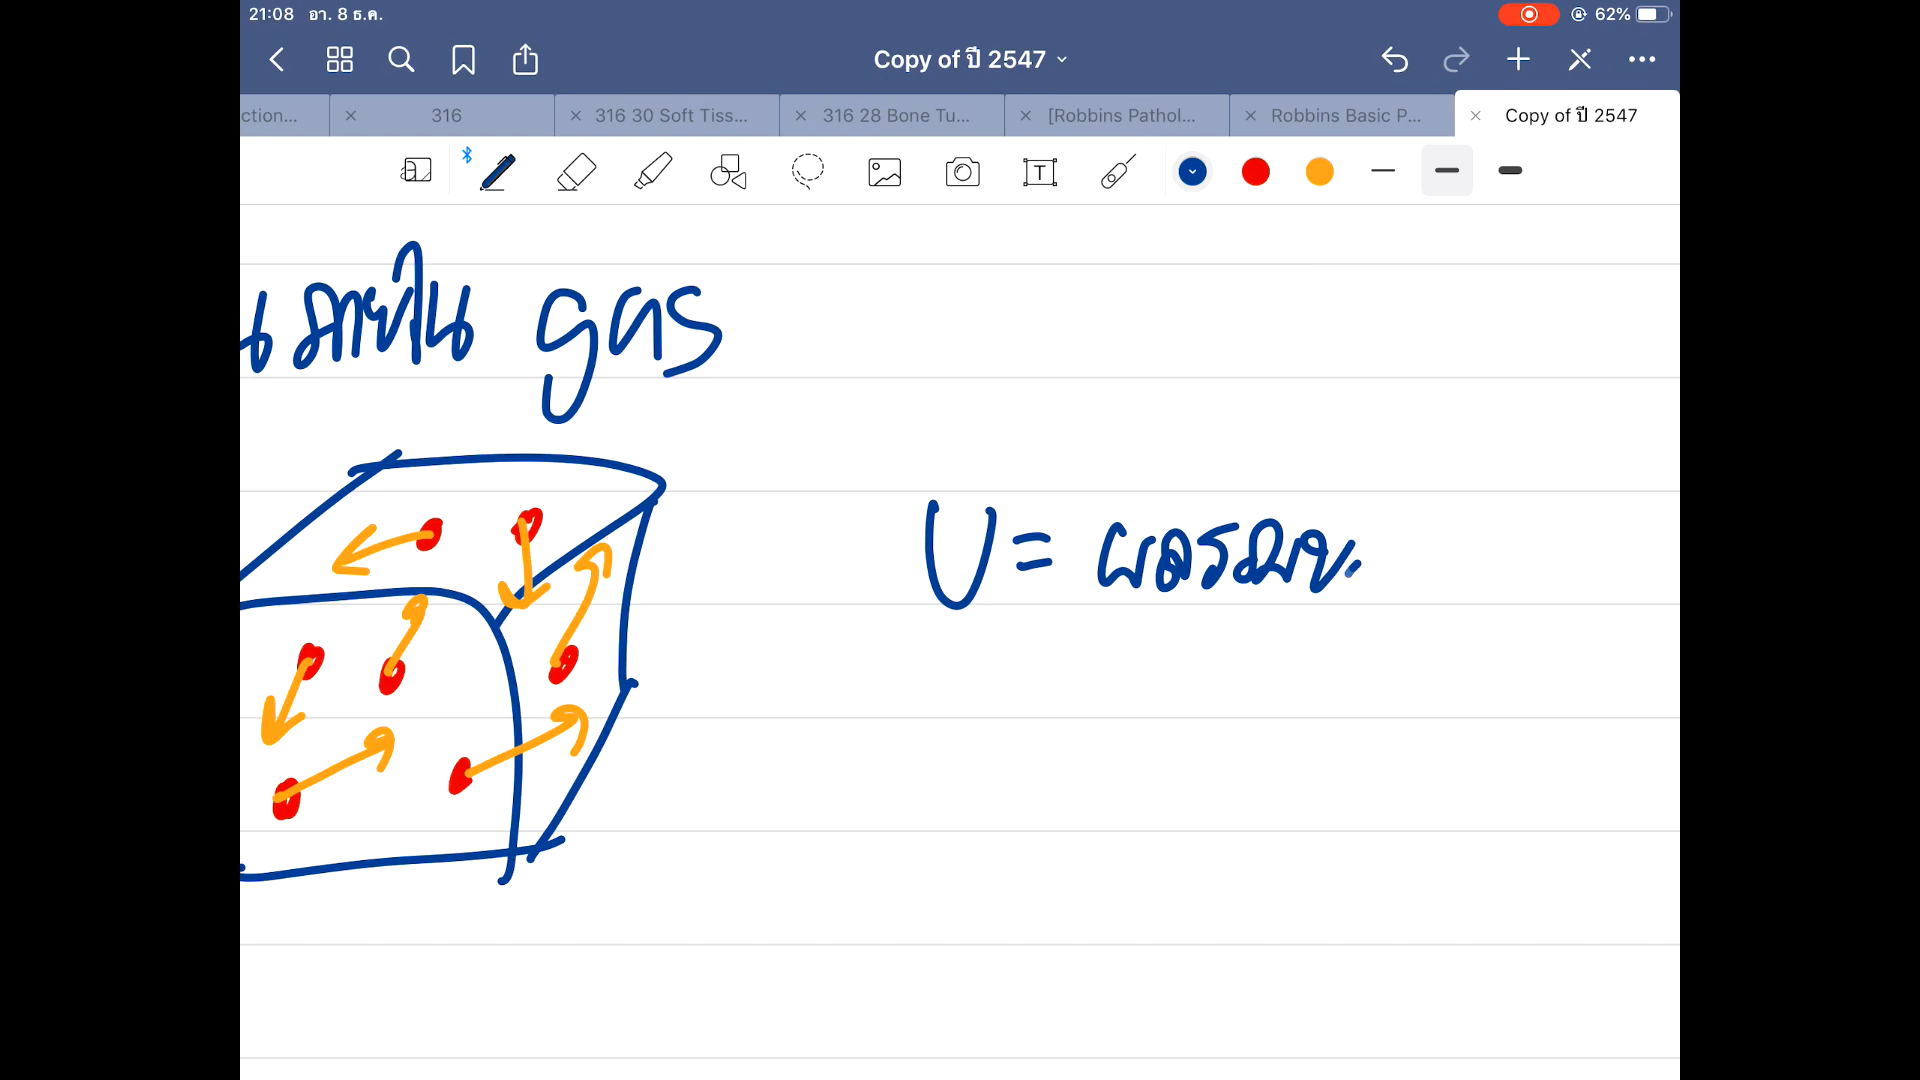 21:08 อา. 8 ธ.ค. 62%
Copy of ปี 2547
ction... 316 316 30 Soft Tiss... 316 28 Bone Tu... [Robbins Pathol... Robbins Basic P... Copy of ปี 2547
a T
น ภายใน gas
U = ผลรวมข